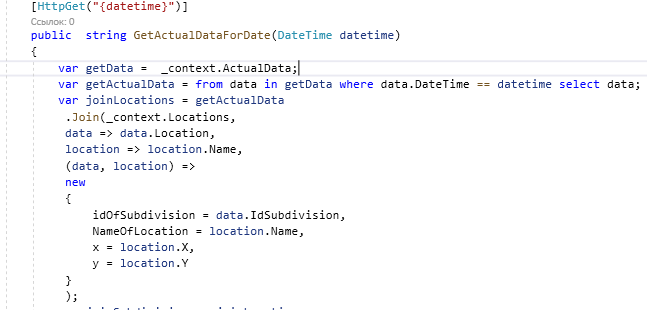 [HttpGet("{datetime}")]
Ссылок: 0
public string GetActualDataForDate(DateTime datetime)
{
var getData = _context.ActualData;
var getActualData = from data in getData where data.DateTime == datetime select data;
var joinLocations = getActualData
.Join(_context.Locations,
data => data.Location,
location => location.Name,
(data, location) =>
new
{
idOfSubdivision = data.IdSubdivision,
NameOfLocation = location.Name,
x = location.X,
y = location.Y
}
);